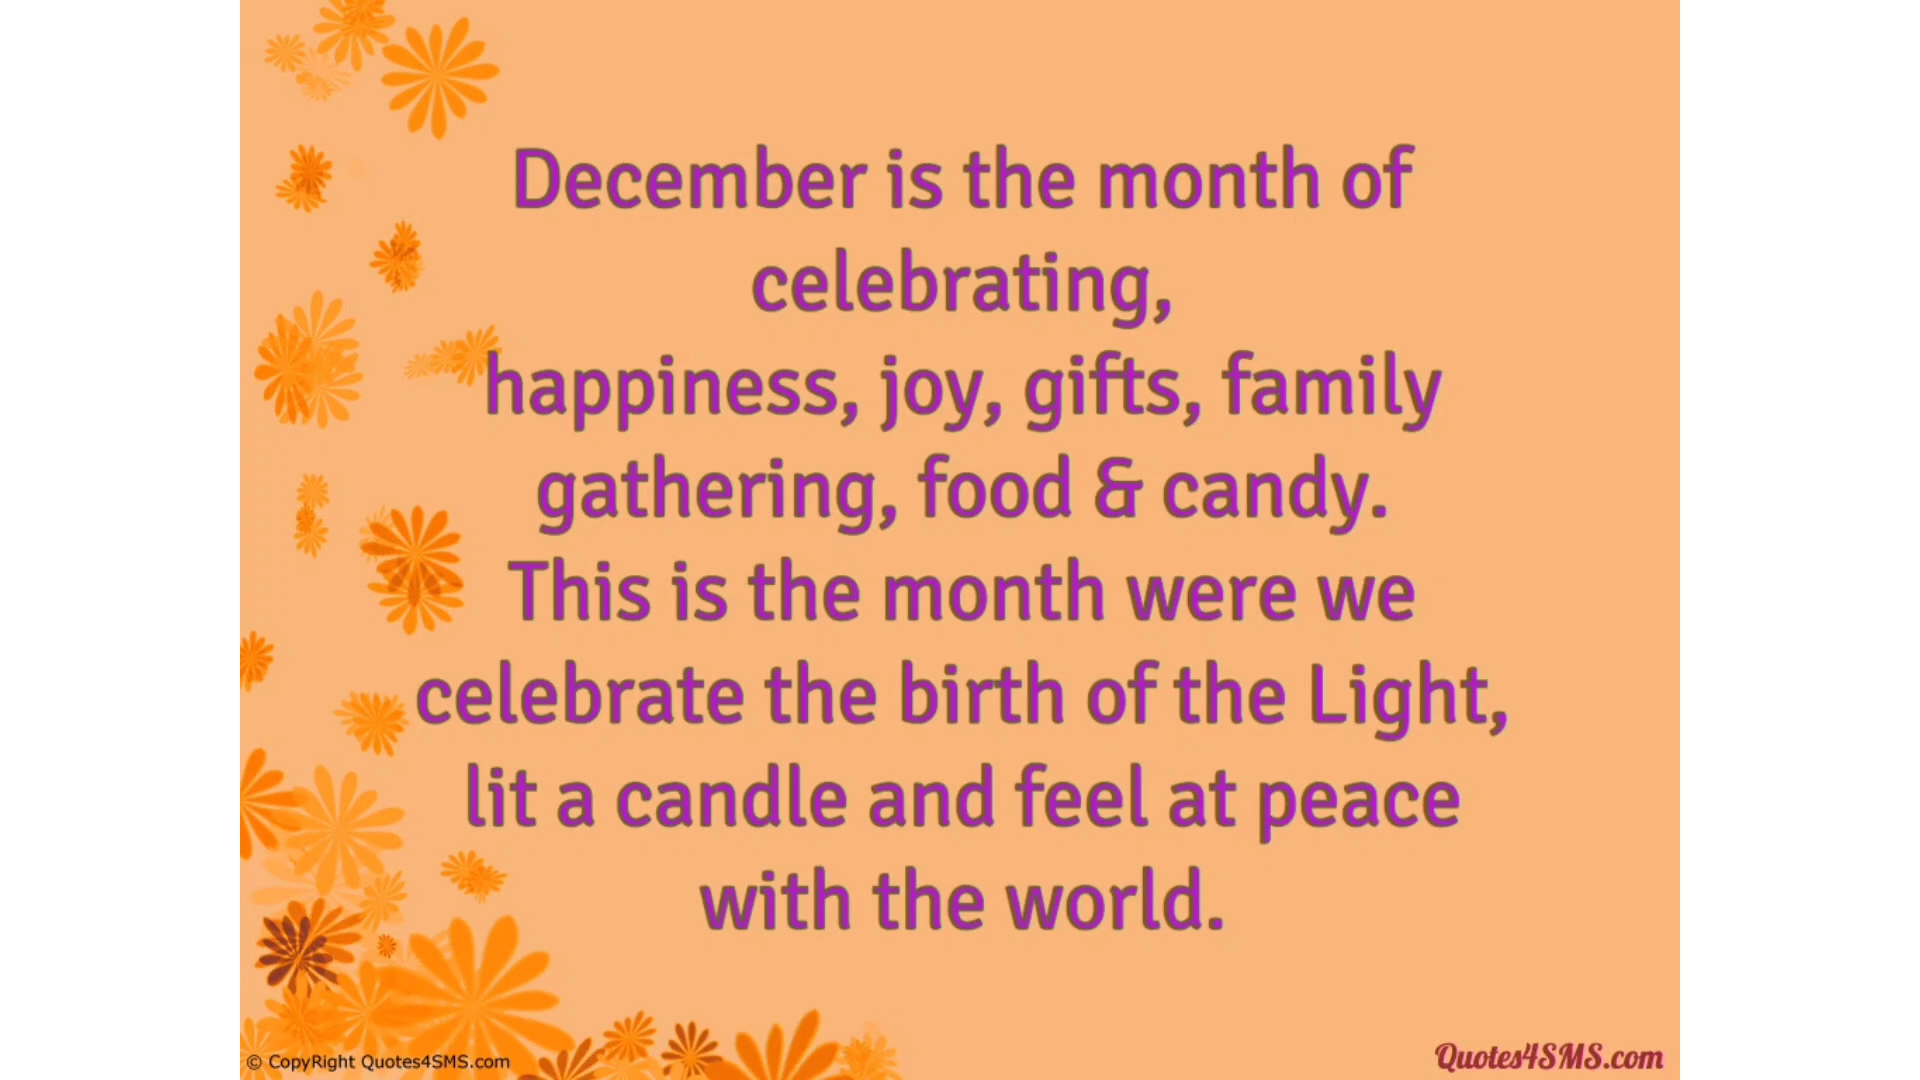 December is the month of
celebrating,
happiness, joy, gifts, family
gathering, food & candy.
This is the month were we
celebrate the birth of the Light,
lit a candle and feel at peace
with the world.
© CopyRight Quotes4SMS.com
Quotes4SMS.com